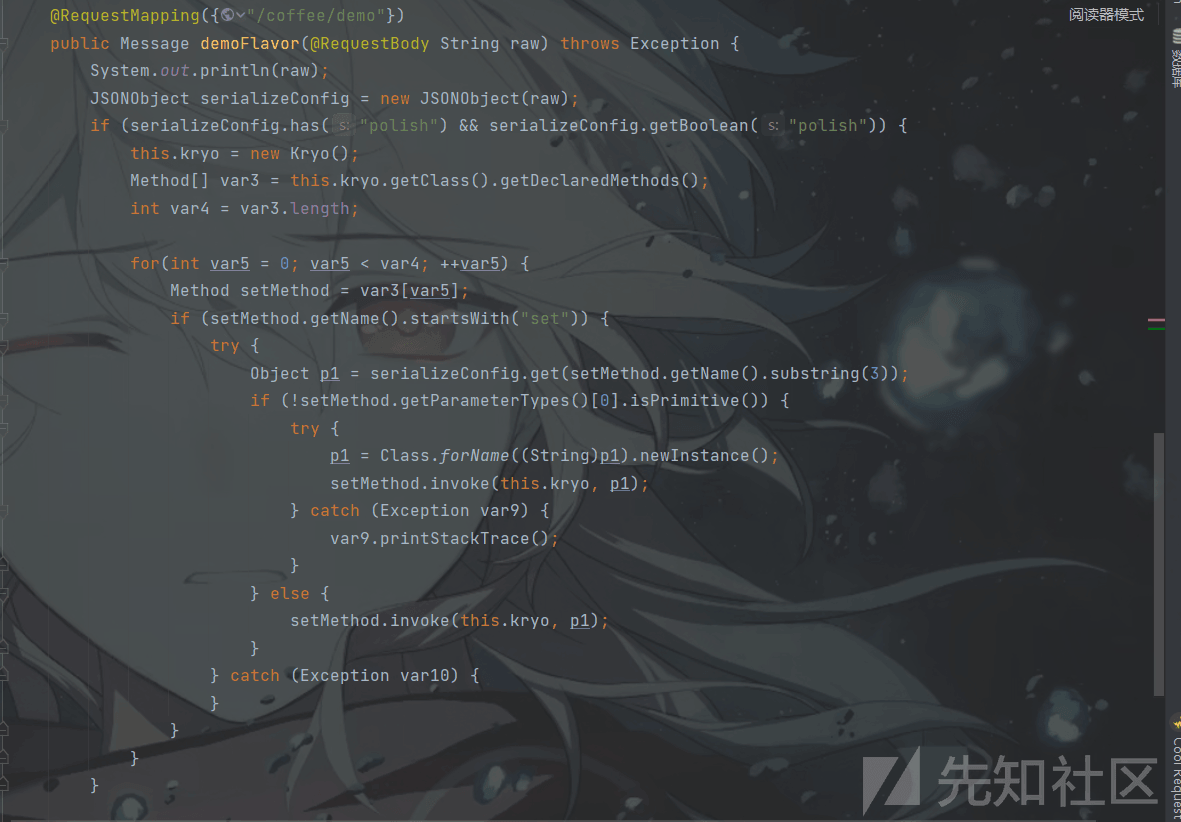 @RequestMapping({"/coffee/demo"})
阅读器模式
public Message demoFlavor(@RequestBody String raw) throws Exception {
    System.out.println(raw);
    JSONObject serializeConfig = new JSONObject(raw);
    if (serializeConfig.has( s: "polish") && serializeConfig.getBoolean( s: "polish")) {
        this.kryo = new Kryo();
        Method[] var3 = this.kryo.getClass().getDeclaredMethods();
        int var4 = var3.length;
        for(int var5 = 0; var5 < var4; ++var5) {
            Method setMethod = var3[var5];
            if (setMethod.getName().startsWith("set")) {
                try {
                    Object p1 = serializeConfig.get(setMethod.getName().substring(3));
                    if (!setMethod.getParameterTypes()[0].isPrimitive()) {
                        try {
                            p1 = Class.forName((String)p1).newInstance();
                            setMethod.invoke(this.kryo, p1);
                        } catch (Exception var9) {
                            var9.printStackTrace();
                        }
                    } else {
                        setMethod.invoke(this.kryo, p1);
                    }
                } catch (Exception var10) {
                }
            }
        }
    }
数据库
Cool Request
先知社区